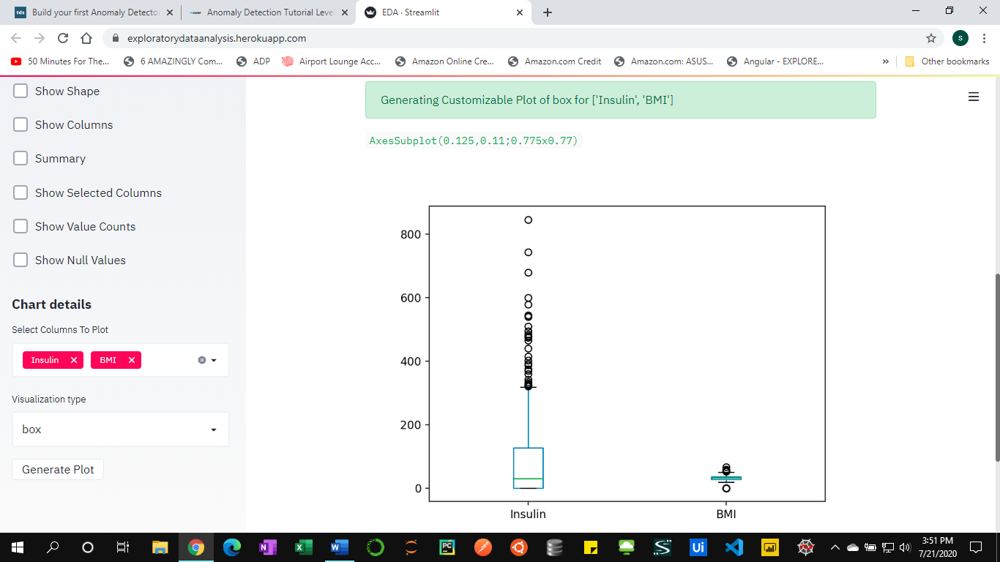 Build your first Anomaly Detector
Anomaly Detection Tutorial Level
EDA · Streamlit
exploratorydataanalysis.herokuapp.com
S
50 Minutes For The...
6 AMAZINGLY Com...
ADP
Airport Lounge Acc...
Amazon Online Cre...
Amazon.com Credit
Amazon.com: ASUS...
Angular - EXPLORE...
»
Other bookmarks
Show Shape
Show Columns
Summary
Show Selected Columns
Show Value Counts
Show Null Values
Chart details
Select Columns To Plot
Insulin
BMI
Visualization type
box
Generate Plot
Generating Customizable Plot of box for ['Insulin', 'BMI']
AxesSubplot(0.125,0.11;0.775x0.77)
800
600
400
200
0
Insulin
BMI
3:51 PM
7/21/2020